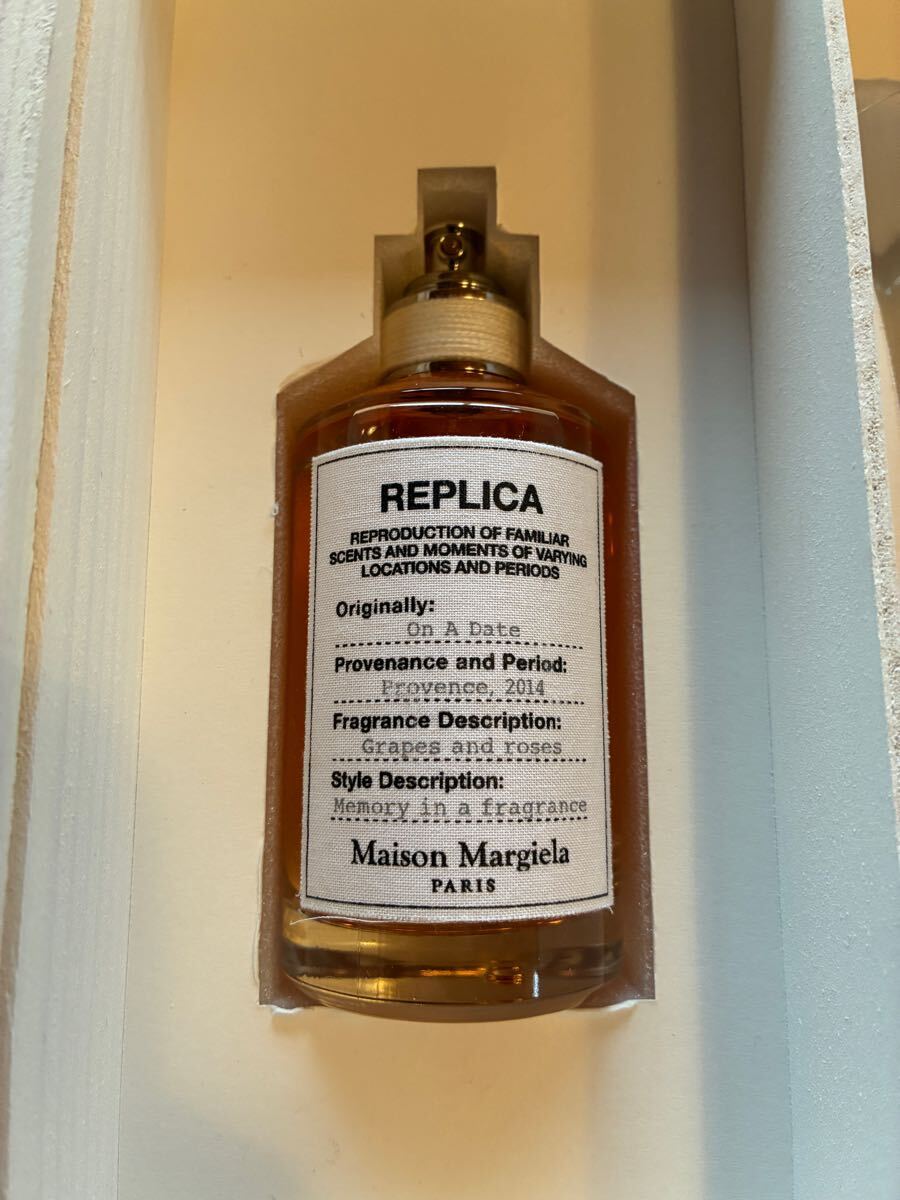 REPLICA
REPRODUCTION OF FAMILIAR
SCENTS AND MOMENTS OF VARYING
LOCATIONS AND PERIODS
Originally:
On A Date
Provenance and Period:
Provence, 2014
Fragrance Description:
Grapes and roses
Style Description:
Memory in a fragrance
Maison Margiela
PARIS